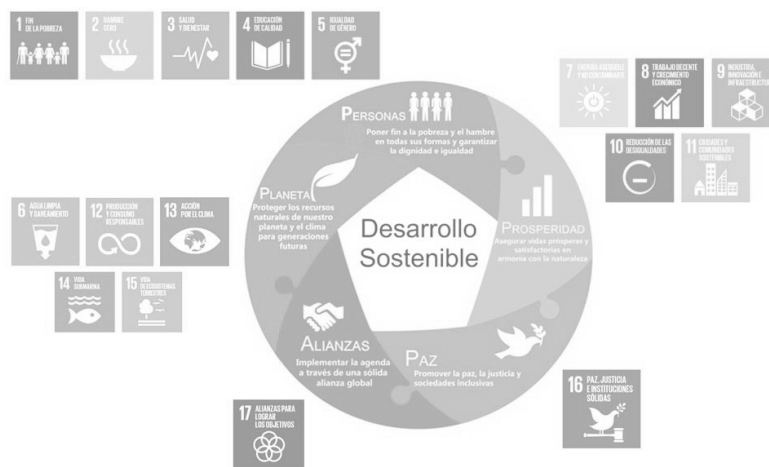 1 FIN
DE LA POBREZA
2 HAMBRE
CERO
3 SALUD
Y BIENESTAR
4 EDUCACIÓN
DE CALIDAD
5 IGUALDAD
DE GÉNERO
7 ENERGÍA ASEQUIBLE
Y NO CONTAMINANTE
8 TRABAJO DECENTE
Y CRECIMIENTO
ECONÓMICO
9 INDUSTRIA,
INNOVACIÓN E
INFRAESTRUCTURA
10 REDUCCIÓN DE LAS
DESIGUALDADES
11 CIUDADES Y
COMUNIDADES
SOSTENIBLES
PERSONAS
Poner fin a la pobreza y el hambre
en todas sus formas y garantizar
la dignidad e igualdad
PLANETA
Proteger los recursos
naturales de nuestro
planeta y el clima
para generaciones
futuras
Desarrollo
Sostenible
PROSPERIDAD
Asegurar vidas prósperas y
satisfactorias en
armonía con la naturaleza
6 AGUA LIMPIA
Y SANEAMIENTO
12 PRODUCCIÓN
Y CONSUMO
RESPONSABLES
13 ACCIÓN
POR EL CLIMA
14 VIDA
SUBMARINA
15 VIDA
DE ECOSISTEMAS
TERRESTRES
ALIANZAS
Implementar la agenda
a través de una sólida
alianza global
PAZ
Promover la paz, la justicia y
sociedades inclusivas
16 PAZ, JUSTICIA
E INSTITUCIONES
SÓLIDAS
17 ALIANZAS PARA
LOGRAR
LOS OBJETIVOS